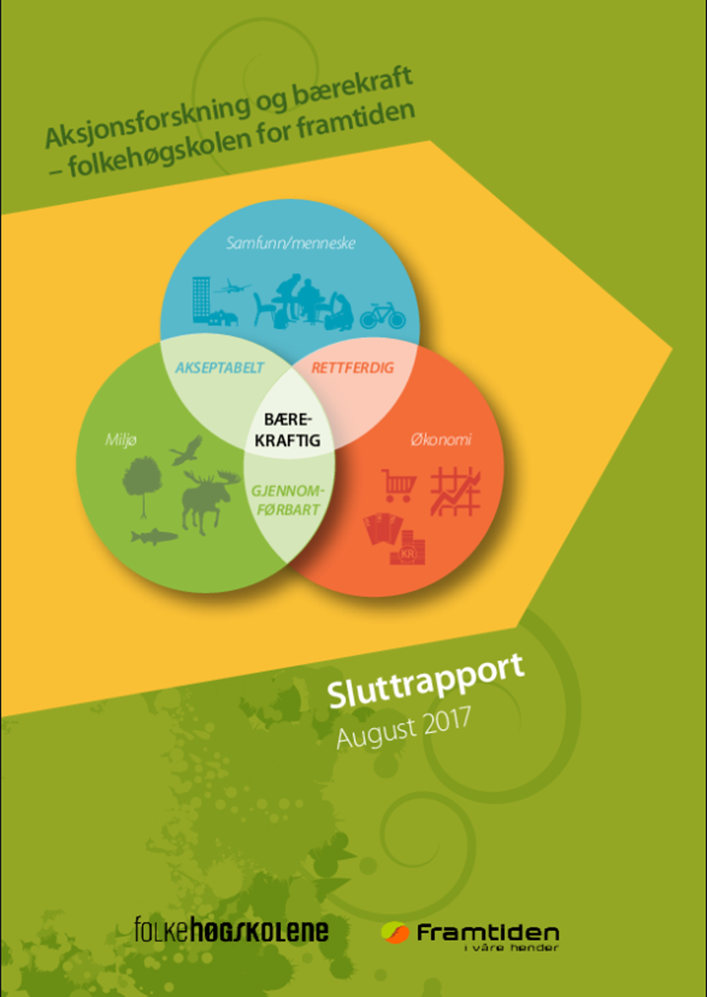 Aksjonsforskning og bærekraft
– folkehøgskolen for framtiden
Samfunn/menneske
AKSEPTABELT
RETTFERDIG
BÆRE-
KRAFTIG
Miljø
Økonomi
GJENNOM-
FØRBART
KR
Sluttrapport
August 2017
folkehøgskolene
Framtiden
i våre hender